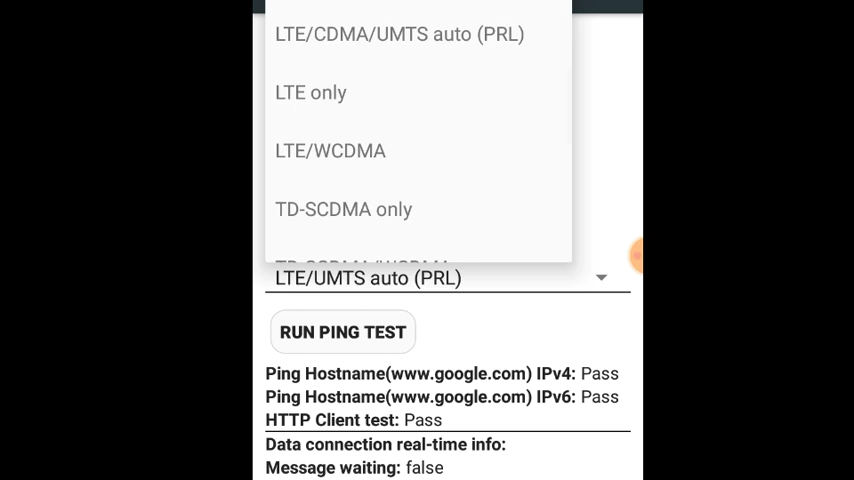 LTE/CDMA/UMTS auto (PRL)
LTE only
LTE/WCDMA
TD-SCDMA only
LTE/UMTS auto (PRL)
RUN PING TEST
Ping Hostname(www.google.com) IPv4: Pass
Ping Hostname(www.google.com) IPv6: Pass
HTTP Client test: Pass
Data connection real-time info:
Message waiting: false